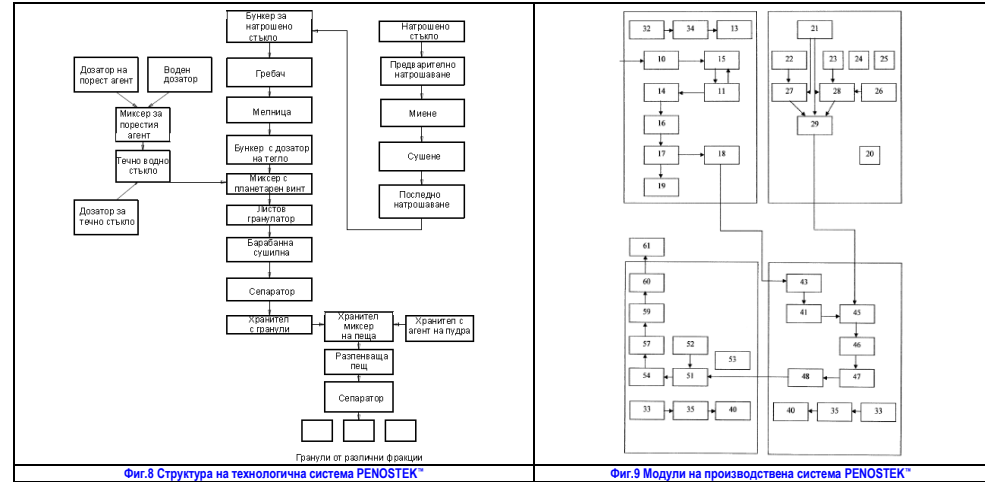 Бункер за
натрошено
стъкло
Гребач
Мелница
Бункер с дозатор
на тегло
Миксер с
планетарен винт
Листов
гранулатор
Барабанна
сушилна
Сепаратор
Хранител
с гранули
Дозатор на
порест агент
Воден
дозатор
Миксер за
порестия
агент
Течно водно
стъкло
Дозатор за
течно стъкло
Натрошено
стъкло
Предварително
натрошаване
Миене
Сушене
Последно
натрошаване
Хранител
миксер
на пеща
Хранител с
агент на пудра
Разпенваща
пещ
Сепаратор
Гранули от различни фракции
Фиг.8 Структура на технологична система PENOSTEK™
32 34 13
10 15
14 11
16
17 18
19
21
22 23 24 25
27 28 26
29
20
61
60
59
57 52
53
54 51
33 35 40
43
41 45
46
48 47
40 35 33
Фиг.9 Модули на производствена система PENOSTEK™